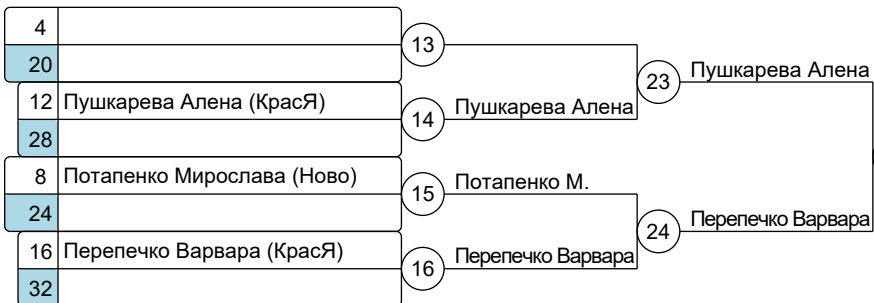 4
13
20
23
Пушкарева Алена
12 Пушкарева Алена (КрасЯ)
14
Пушкарева Алена
28
8 Потапенко Мирослава (Ново)
15
Потапенко М.
24
24
Перепечко Варвара
16 Перепечко Варвара (КрасЯ)
16
Перепечко Варвара
32